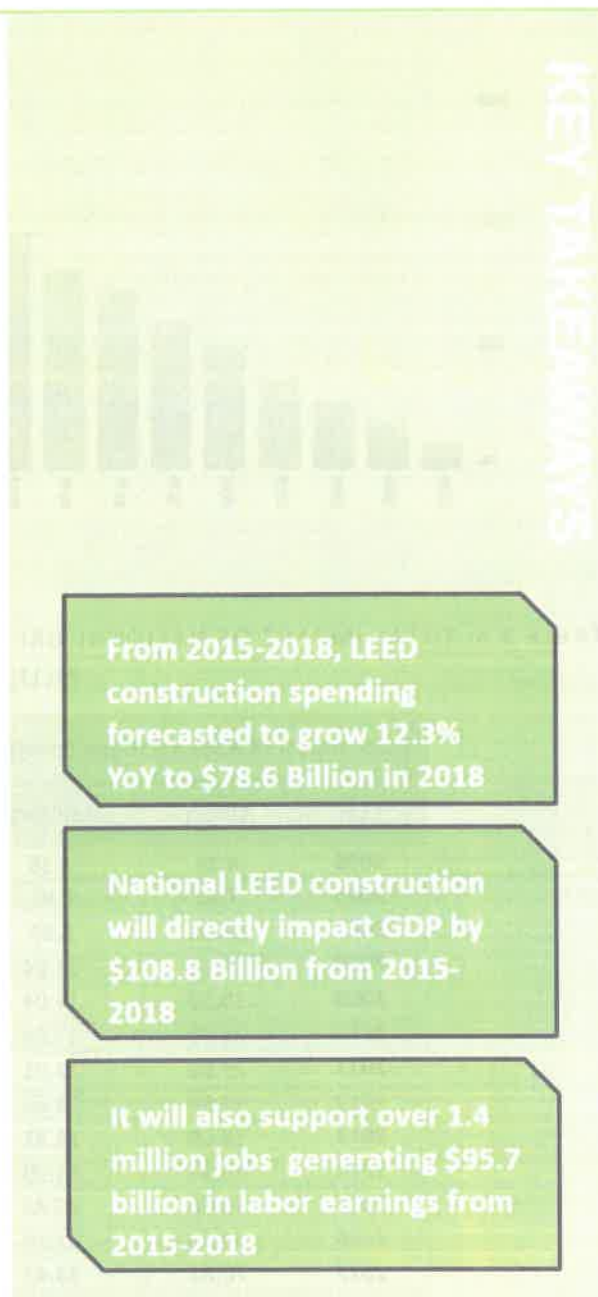 KEY TAKEAWAYS
From 2015-2018, LEED
construction spending
forecasted to grow 12.3%
YoY to $78.6 Billion in 2018
National LEED construction
will directly impact GDP by
$108.8 Billion from 2015-
2018
It will also support over 1.4
million jobs generating $95.7
billion in labor earnings from
2015-2018